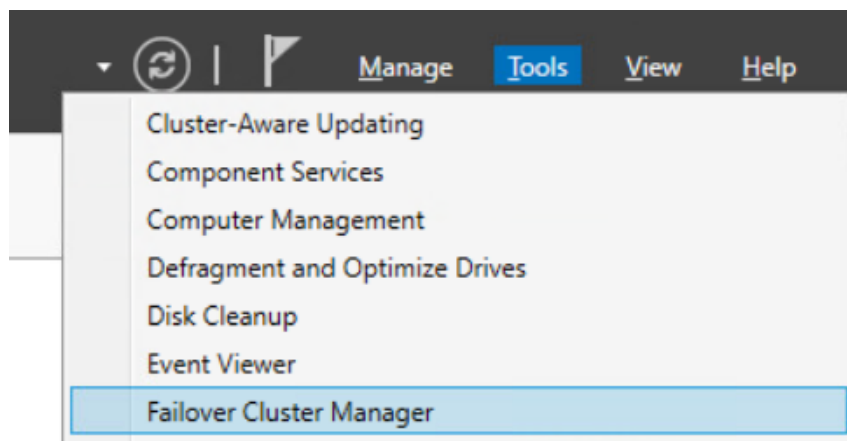 Manage Tools View Help
Cluster-Aware Updating
Component Services
Computer Management
Defragment and Optimize Drives
Disk Cleanup
Event Viewer
Failover Cluster Manager